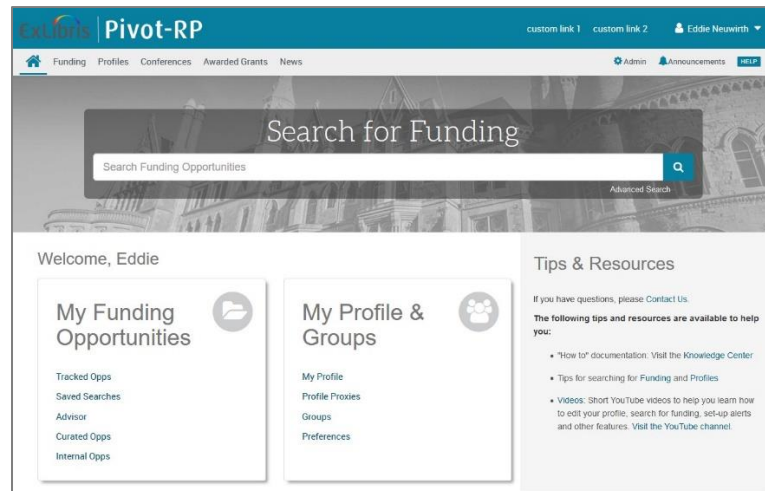 ExLibris | Pivot-RP
custom link 1 custom link 2 Eddie Neuwirth
Funding Profiles Conferences Awarded Grants News Admin Announcements HELP
Search for Funding
Search Funding Opportunities
Advanced Search
Welcome, Eddie
My Funding
Opportunities
Tracked Opps
Saved Searches
Advisor
Curated Opps
Internal Opps
My Profile &
Groups
My Profile
Profile Proxies
Groups
Preferences
Tips & Resources
If you have questions, please Contact Us.
The following tips and resources are available to help
you:
• "How to" documentation. Visit the Knowledge Center
• Tips for searching for Funding and Profiles
• Videos: Short YouTube videos to help you learn how
to edit your profile, search for funding, set-up alerts
and other features. Visit the YouTube channel.